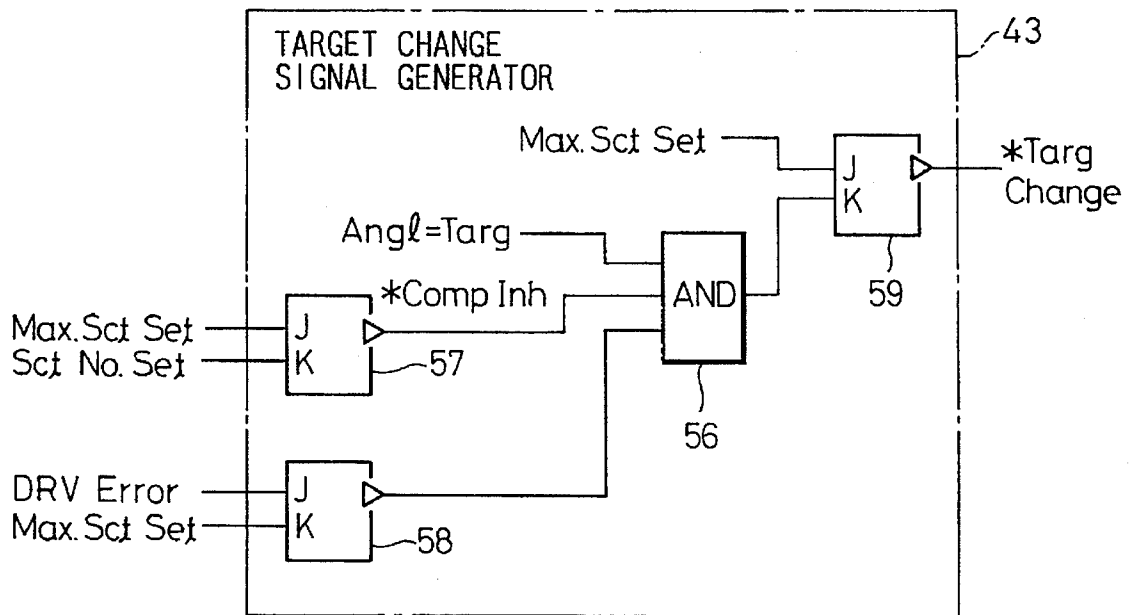 TARGET CHANGE
SIGNAL GENERATOR
43
Max. Sct Set
J
K
59
*Targ
Change
Angl=Targ
AND
56
*Comp Inh
Max. Sct Set
Sct No. Set
J
K
57
DRV Error
Max. Sct Set
J
K
58